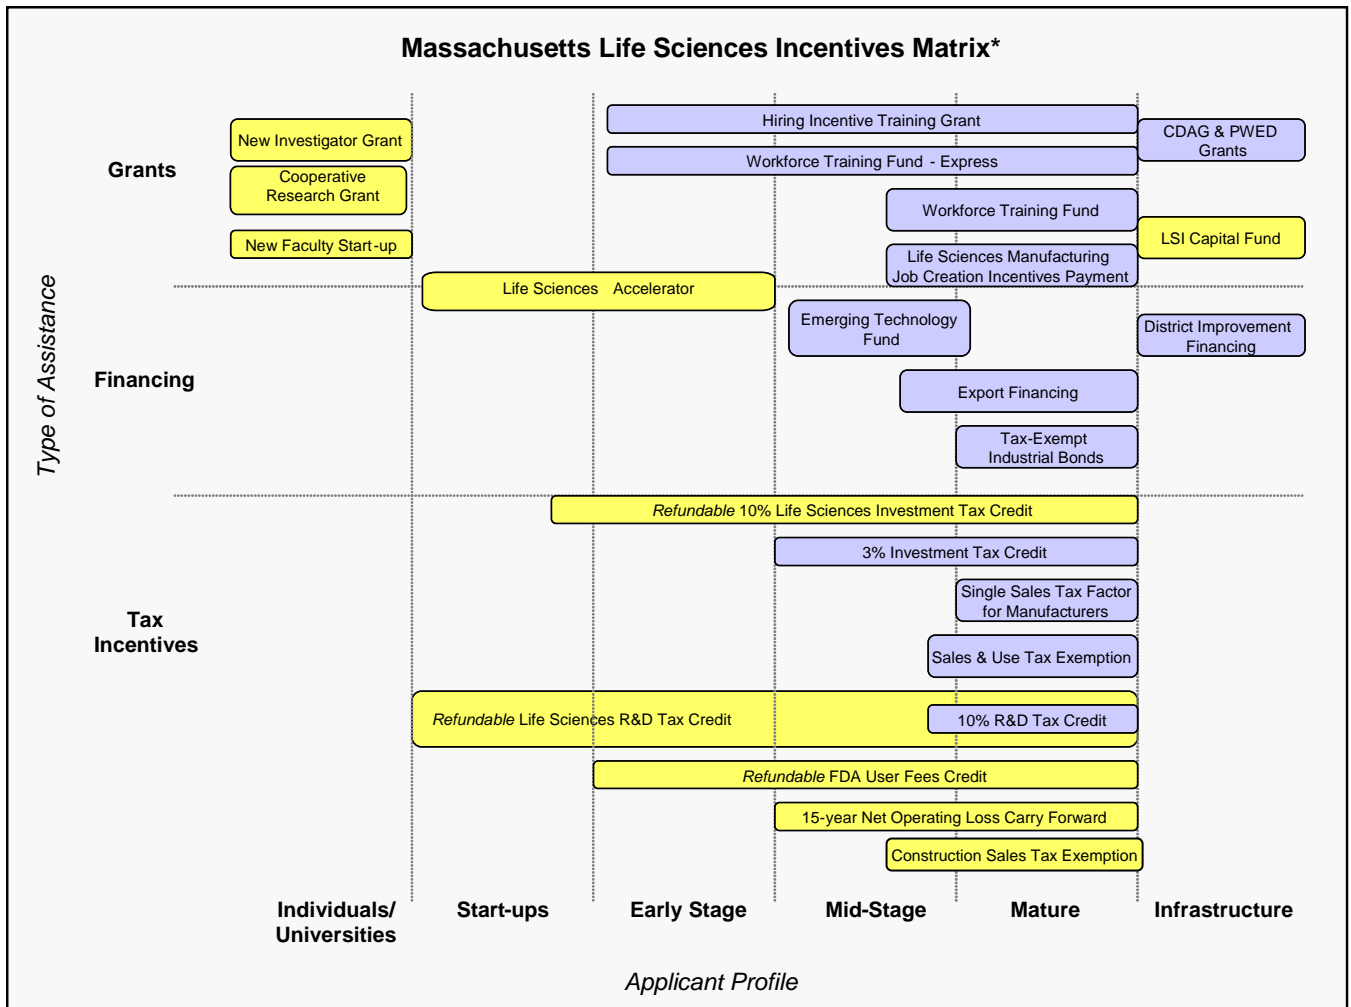 Massachusetts Life Sciences Incentives Matrix*
Type of Assistance
Grants
New Investigator Grant
Cooperative
Research Grant
New Faculty Start-up
Hiring Incentive Training Grant
Workforce Training Fund - Express
Workforce Training Fund
Life Sciences Manufacturing
Job Creation Incentives Payment
CDAG & PWED
Grants
LSI Capital Fund
Life Sciences Accelerator
Financing
Emerging Technology
Fund
District Improvement
Financing
Export Financing
Tax-Exempt
Industrial Bonds
Tax
Incentives
Refundable 10% Life Sciences Investment Tax Credit
3% Investment Tax Credit
Single Sales Tax Factor
for Manufacturers
Sales & Use Tax Exemption
Refundable Life Sciences R&D Tax Credit
10% R&D Tax Credit
Refundable FDA User Fees Credit
15-year Net Operating Loss Carry Forward
Construction Sales Tax Exemption
Individuals/
Universities
Start-ups
Early Stage
Mid-Stage
Mature
Infrastructure
Applicant Profile